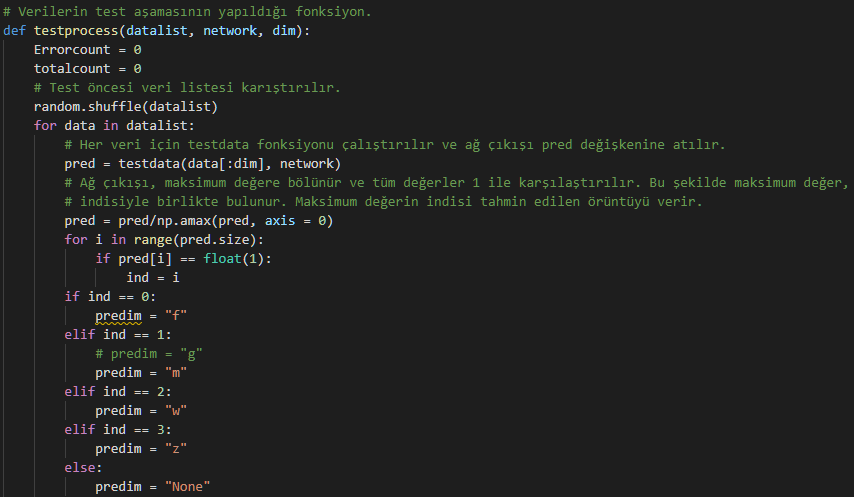 # Verilerin test aşamasının yapıldığı fonksiyon.
def testprocess(datalist, network, dim):
    Errorcount = 0
    totalcount = 0
    # Test öncesi veri listesi karıştırılır.
    random.shuffle(datalist)
    for data in datalist:
        # Her veri için testdata fonksiyonu çalıştırılır ve ağ çıkışı pred değişkenine atılır.
        pred = testdata(data[:dim], network)
        # Ağ çıkışı, maksimum değere bölünür ve tüm değerler 1 ile karşılaştırılır. Bu şekilde maksimum değer,
        # indisiyle birlikte bulunur. Maksimum değerin indisi tahmin edilen örüntüyü verir.
        pred = pred/np.amax(pred, axis = 0)
        for i in range(pred.size):
            if pred[i] == float(1):
                ind = i
        if ind == 0:
            predim = "f"
        elif ind == 1:
            # predim = "g"
            predim = "m"
        elif ind == 2:
            predim = "w"
        elif ind == 3:
            predim = "z"
        else:
            predim = "None"